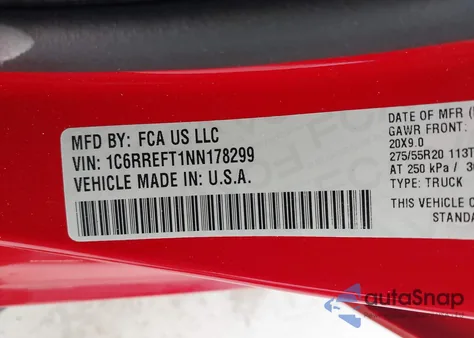 MFD BY: FCA US LLC
VIN: 1C6RREFT1NN178299
VEHICLE MADE IN: U.S.A.
DATE OF MFR
GAWR FRONT:
20X9.0
275/55R20 113T
AT 250 kPa /
TYPE: TRUCK
THIS VEHICLE
STANDA
autoSnap